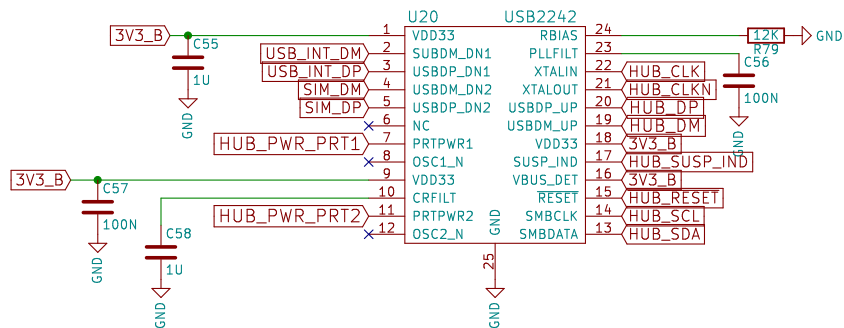 U20 USB2242
3V3_B 1 VDD33 RBIAS 24 12K GND
C55 R79
1U
GND
USB_INT_DM 2 SUBDM_DN1 PLLFILT 23
C56
100N
GND
USB_INT_DP 3 USBDP_DN1 XTALIN 22 HUB_CLK
SIM_DM 4 USBDM_DN2 XTALOUT 21 HUB_CLKN
SIM_DP 5 USBDP_DN2 USBDP_UP 20 HUB_DP
6 NC USBDM_UP 19 HUB_DM
HUB_PWR_PRT1 7 PRTPWR1 VDD33 18 3V3_B
8 OSC1_N SUSP_IND 17 HUB_SUSP_IND
3V3_B 9 VDD33 VBUS_DET 16 3V3_B
C57
100N
GND
10 CRFILT RESET 15 HUB_RESET
C58
1U
GND
HUB_PWR_PRT2 11 PRTPWR2 SMBCLK 14 HUB_SCL
12 OSC2_N SMBDATA 13 HUB_SDA
GND
25
GND